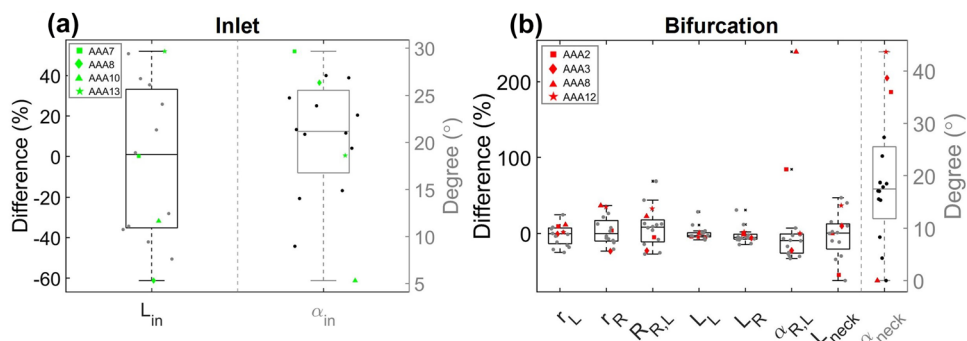 (a) Inlet
AAA7
AAA8
AAA10
AAA13
Difference (%)
40
20
0
-20
-40
-60
30
25
20
15
10
5
Degree (°)
L_in
α_in
(b) Bifurcation
AAA2
AAA3
AAA8
AAA12
Difference (%)
200
100
0
50
40
30
20
10
0
Degree (°)
r_L
r_R
R_R,L
L_L
L_R
α_R,L
L_neck
α_neck